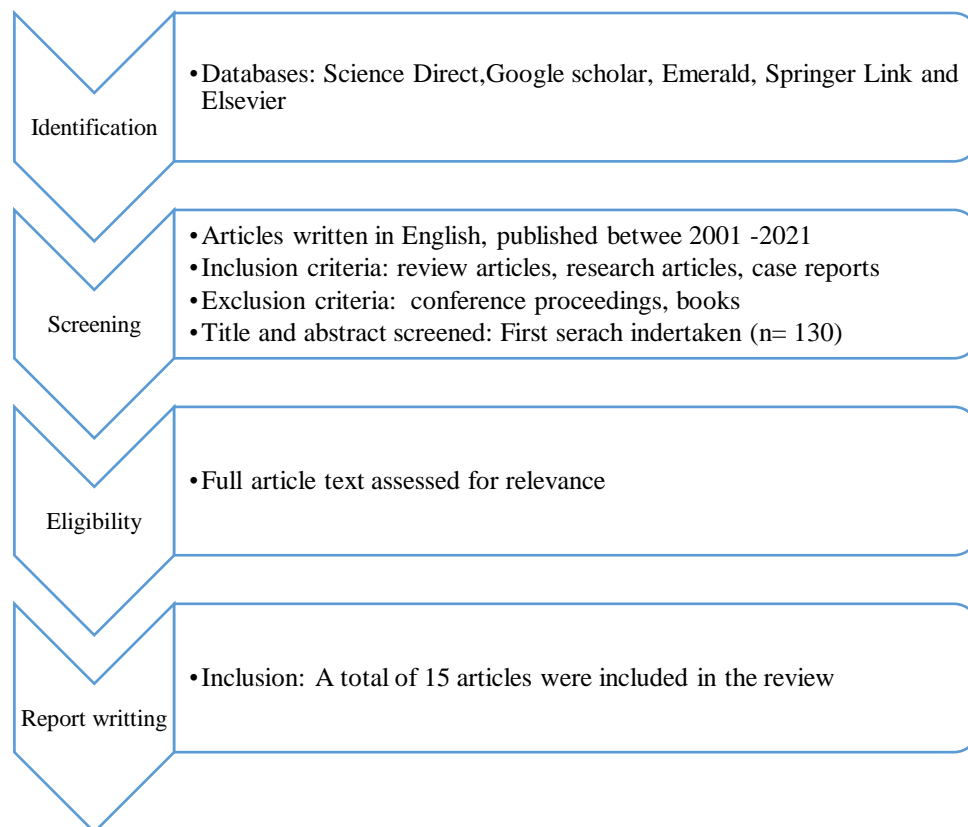 •Databases: Science Direct,Google scholar, Emerald, Springer Link and
Elsevier
Identification
•Articles written in English, published betwee 2001 -2021
•Inclusion criteria: review articles, research articles, case reports
•Exclusion criteria:  conference proceedings, books
•Title and abstract screened: First serach indertaken (n= 130)
Screening
•Full article text assessed for relevance
Eligibility
•Inclusion: A total of 15 articles were included in the review
Report writting